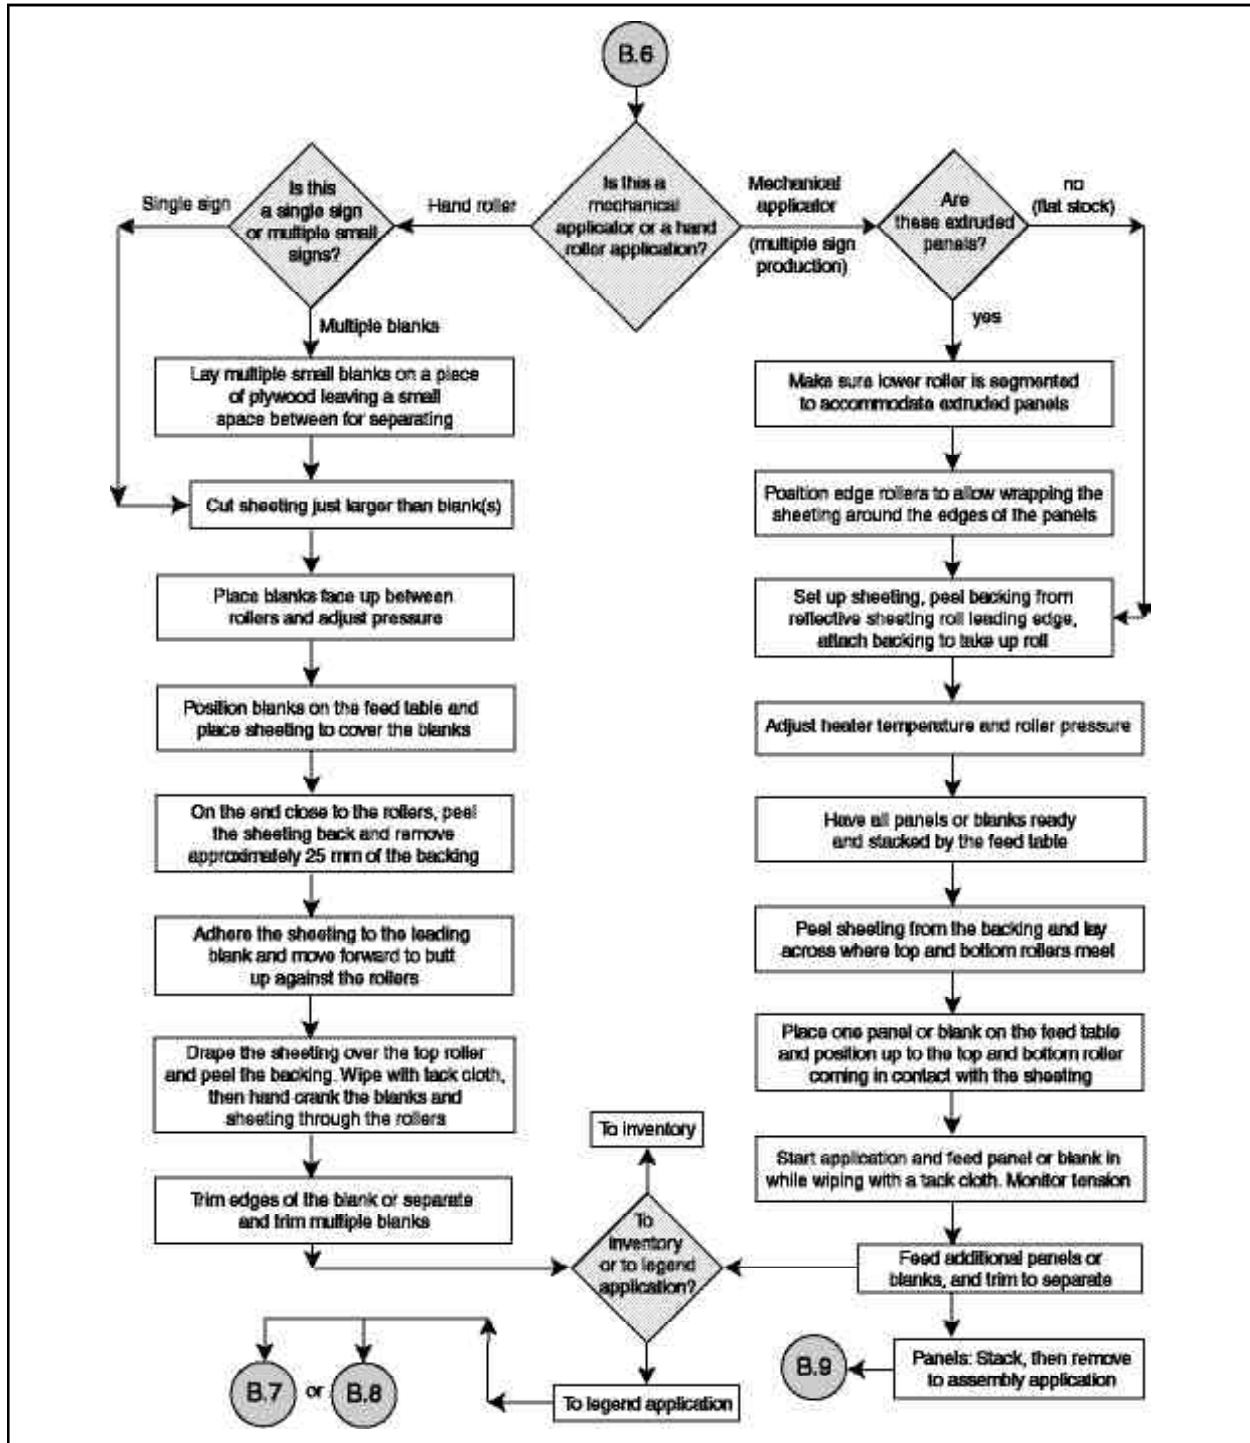 B.6
Is this a
mechanical
applicator or a hand
roller application?
Hand roller
Is this
a single sign
or multiple small
signs?
Single sign
Multiple blanks
Lay multiple small blanks on a place
of plywood leaving a small
space between for separating
Cut sheeting just larger than blank(s)
Place blanks face up between
rollers and adjust pressure
Position blanks on the feed table and
place sheeting to cover the blanks
On the end close to the rollers, peel
the sheeting back and remove
approximately 25 mm of the backing
Adhere the sheeting to the leading
blank and move forward to butt
up against the rollers
Drape the sheeting over the top roller
and peel the backing. Wipe with tack cloth,
then hand crank the blanks and
sheeting through the rollers
Trim edges of the blank or separate
and trim multiple blanks
Mechanical
applicator
(multiple sign
production)
Are
these extruded
panels?
no
(flat stock)
yes
Make sure lower roller is segmented
to accommodate extruded panels
Position edge rollers to allow wrapping the
sheeting around the edges of the panels
Set up sheeting, peel backing from
reflective sheeting roll leading edge,
attach backing to take up roll
Adjust heater temperature and roller pressure
Have all panels or blanks ready
and stacked by the feed table
Peel sheeting from the backing and lay
across where top and bottom rollers meet
Place one panel or blank on the feed table
and position up to the top and bottom roller
coming in contact with the sheeting
Start application and feed panel or blank in
while wiping with a tack cloth. Monitor tension
Feed additional panels or
blanks, and trim to separate
Panels: Stack, then remove
to assembly application
B.9
To inventory
To
inventory
or to legend
application?
To legend application
B.7 or B.8